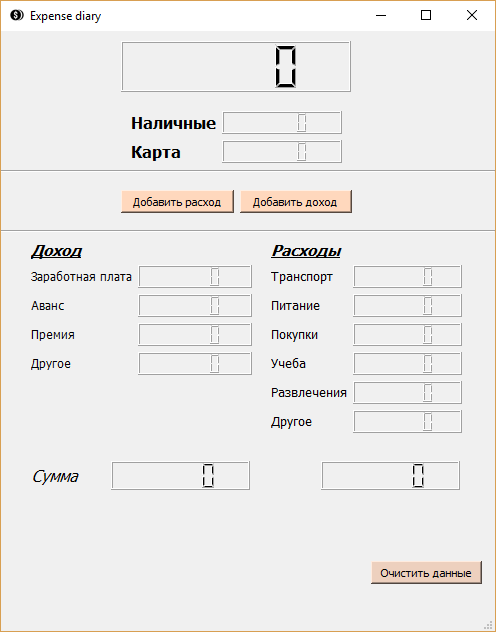 Expense diary
0
Наличные 0
Карта 0
Добавить расход Добавить доход
Доход Расходы
Заработная плата 0 Транспорт 0
Аванс 0 Питание 0
Премия 0 Покупки 0
Другое 0 Учеба 0
Развлечения 0
Другое 0
Сумма 0 0
Очистить данные